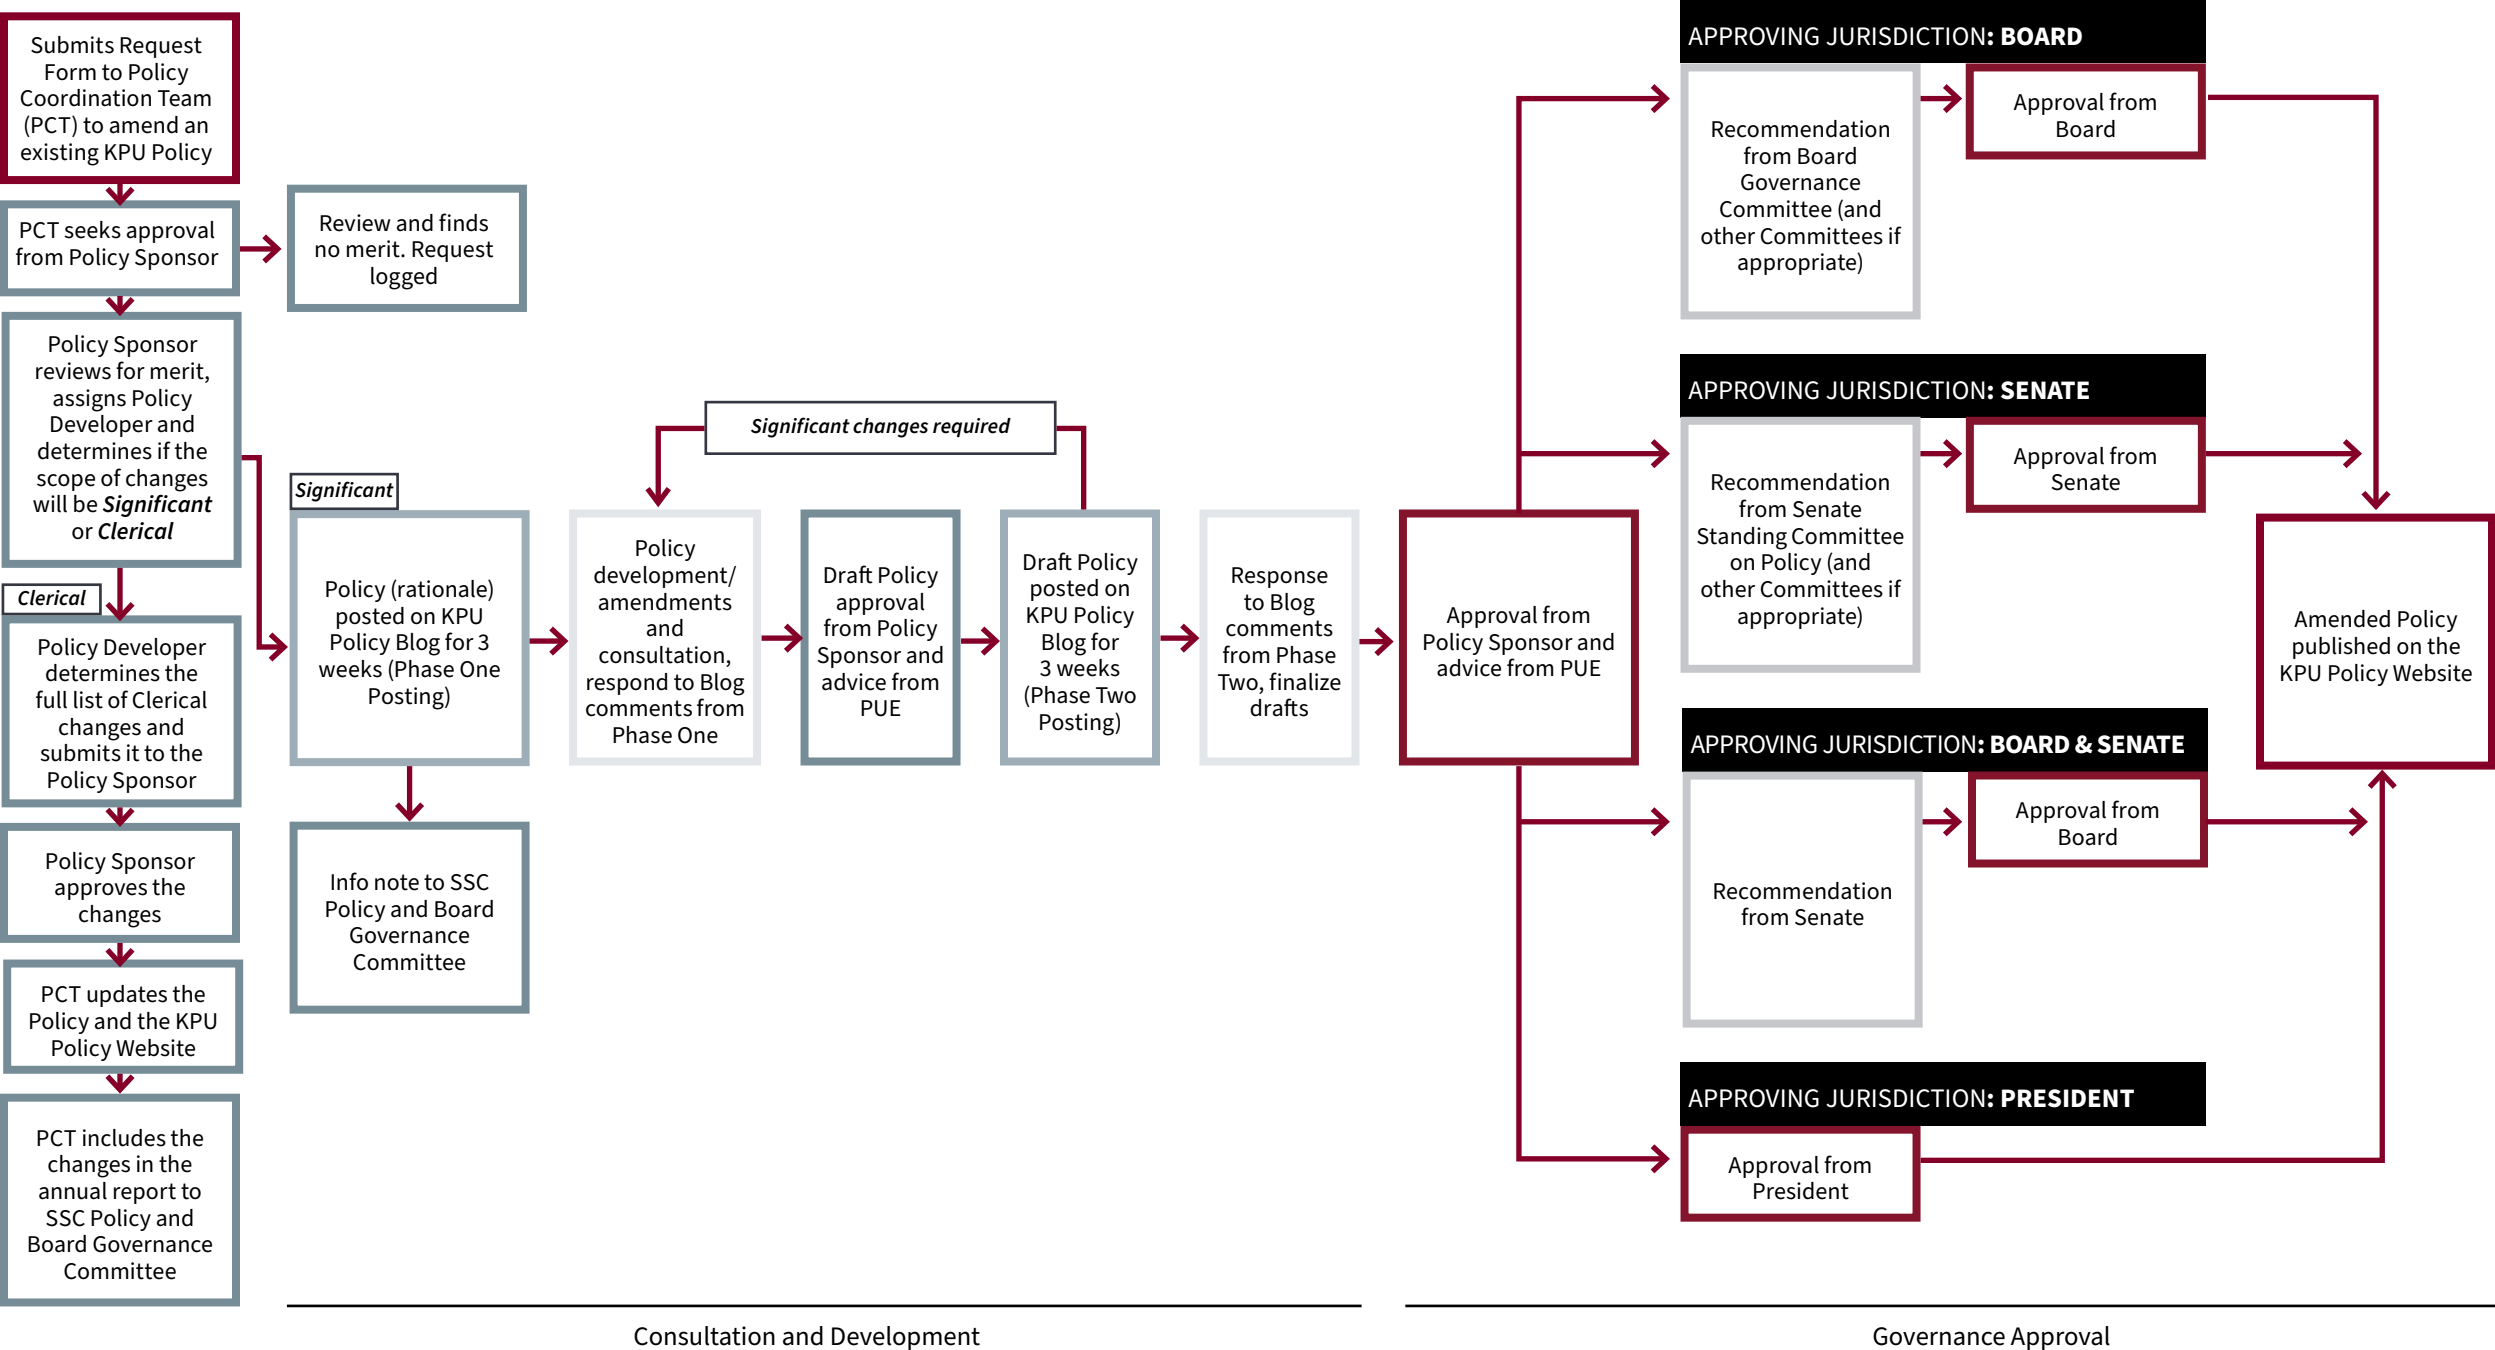 Submits Request
Form to Policy
Coordination Team
(PCT) to amend an
existing KPU Policy
PCT seeks approval
from Policy Sponsor
Review and finds
no merit. Request
logged
Policy Sponsor
reviews for merit,
assigns Policy
Developer and
determines if the
scope of changes
will be Significant
or Clerical
Clerical
Policy Developer
determines the
full list of Clerical
changes and
submits it to the
Policy Sponsor
Policy Sponsor
approves the
changes
PCT updates the
Policy and the KPU
Policy Website
PCT includes the
changes in the
annual report to
SSC Policy and
Board Governance
Committee
Significant
Policy (rationale)
posted on KPU
Policy Blog for 3
weeks (Phase One
Posting)
Info note to SSC
Policy and Board
Governance
Committee
Significant changes required
Policy
development/
amendments
and
consultation,
respond to Blog
comments from
Phase One
Draft Policy
approval
from Policy
Sponsor and
advice from
PUE
Draft Policy
posted on
KPU Policy
Blog for
3 weeks
(Phase Two
Posting)
Response
to Blog
comments
from Phase
Two, finalize
drafts
Approval from
Policy Sponsor and
advice from PUE
APPROVING JURISDICTION: BOARD
Recommendation
from Board
Governance
Committee (and
other Committees if
appropriate)
Approval from
Board
APPROVING JURISDICTION: SENATE
Recommendation
from Senate
Standing Committee
on Policy (and
other Committees if
appropriate)
Approval from
Senate
APPROVING JURISDICTION: BOARD & SENATE
Recommendation
from Senate
Approval from
Board
APPROVING JURISDICTION: PRESIDENT
Approval from
President
Amended Policy
published on the
KPU Policy Website
Consultation and Development
Governance Approval